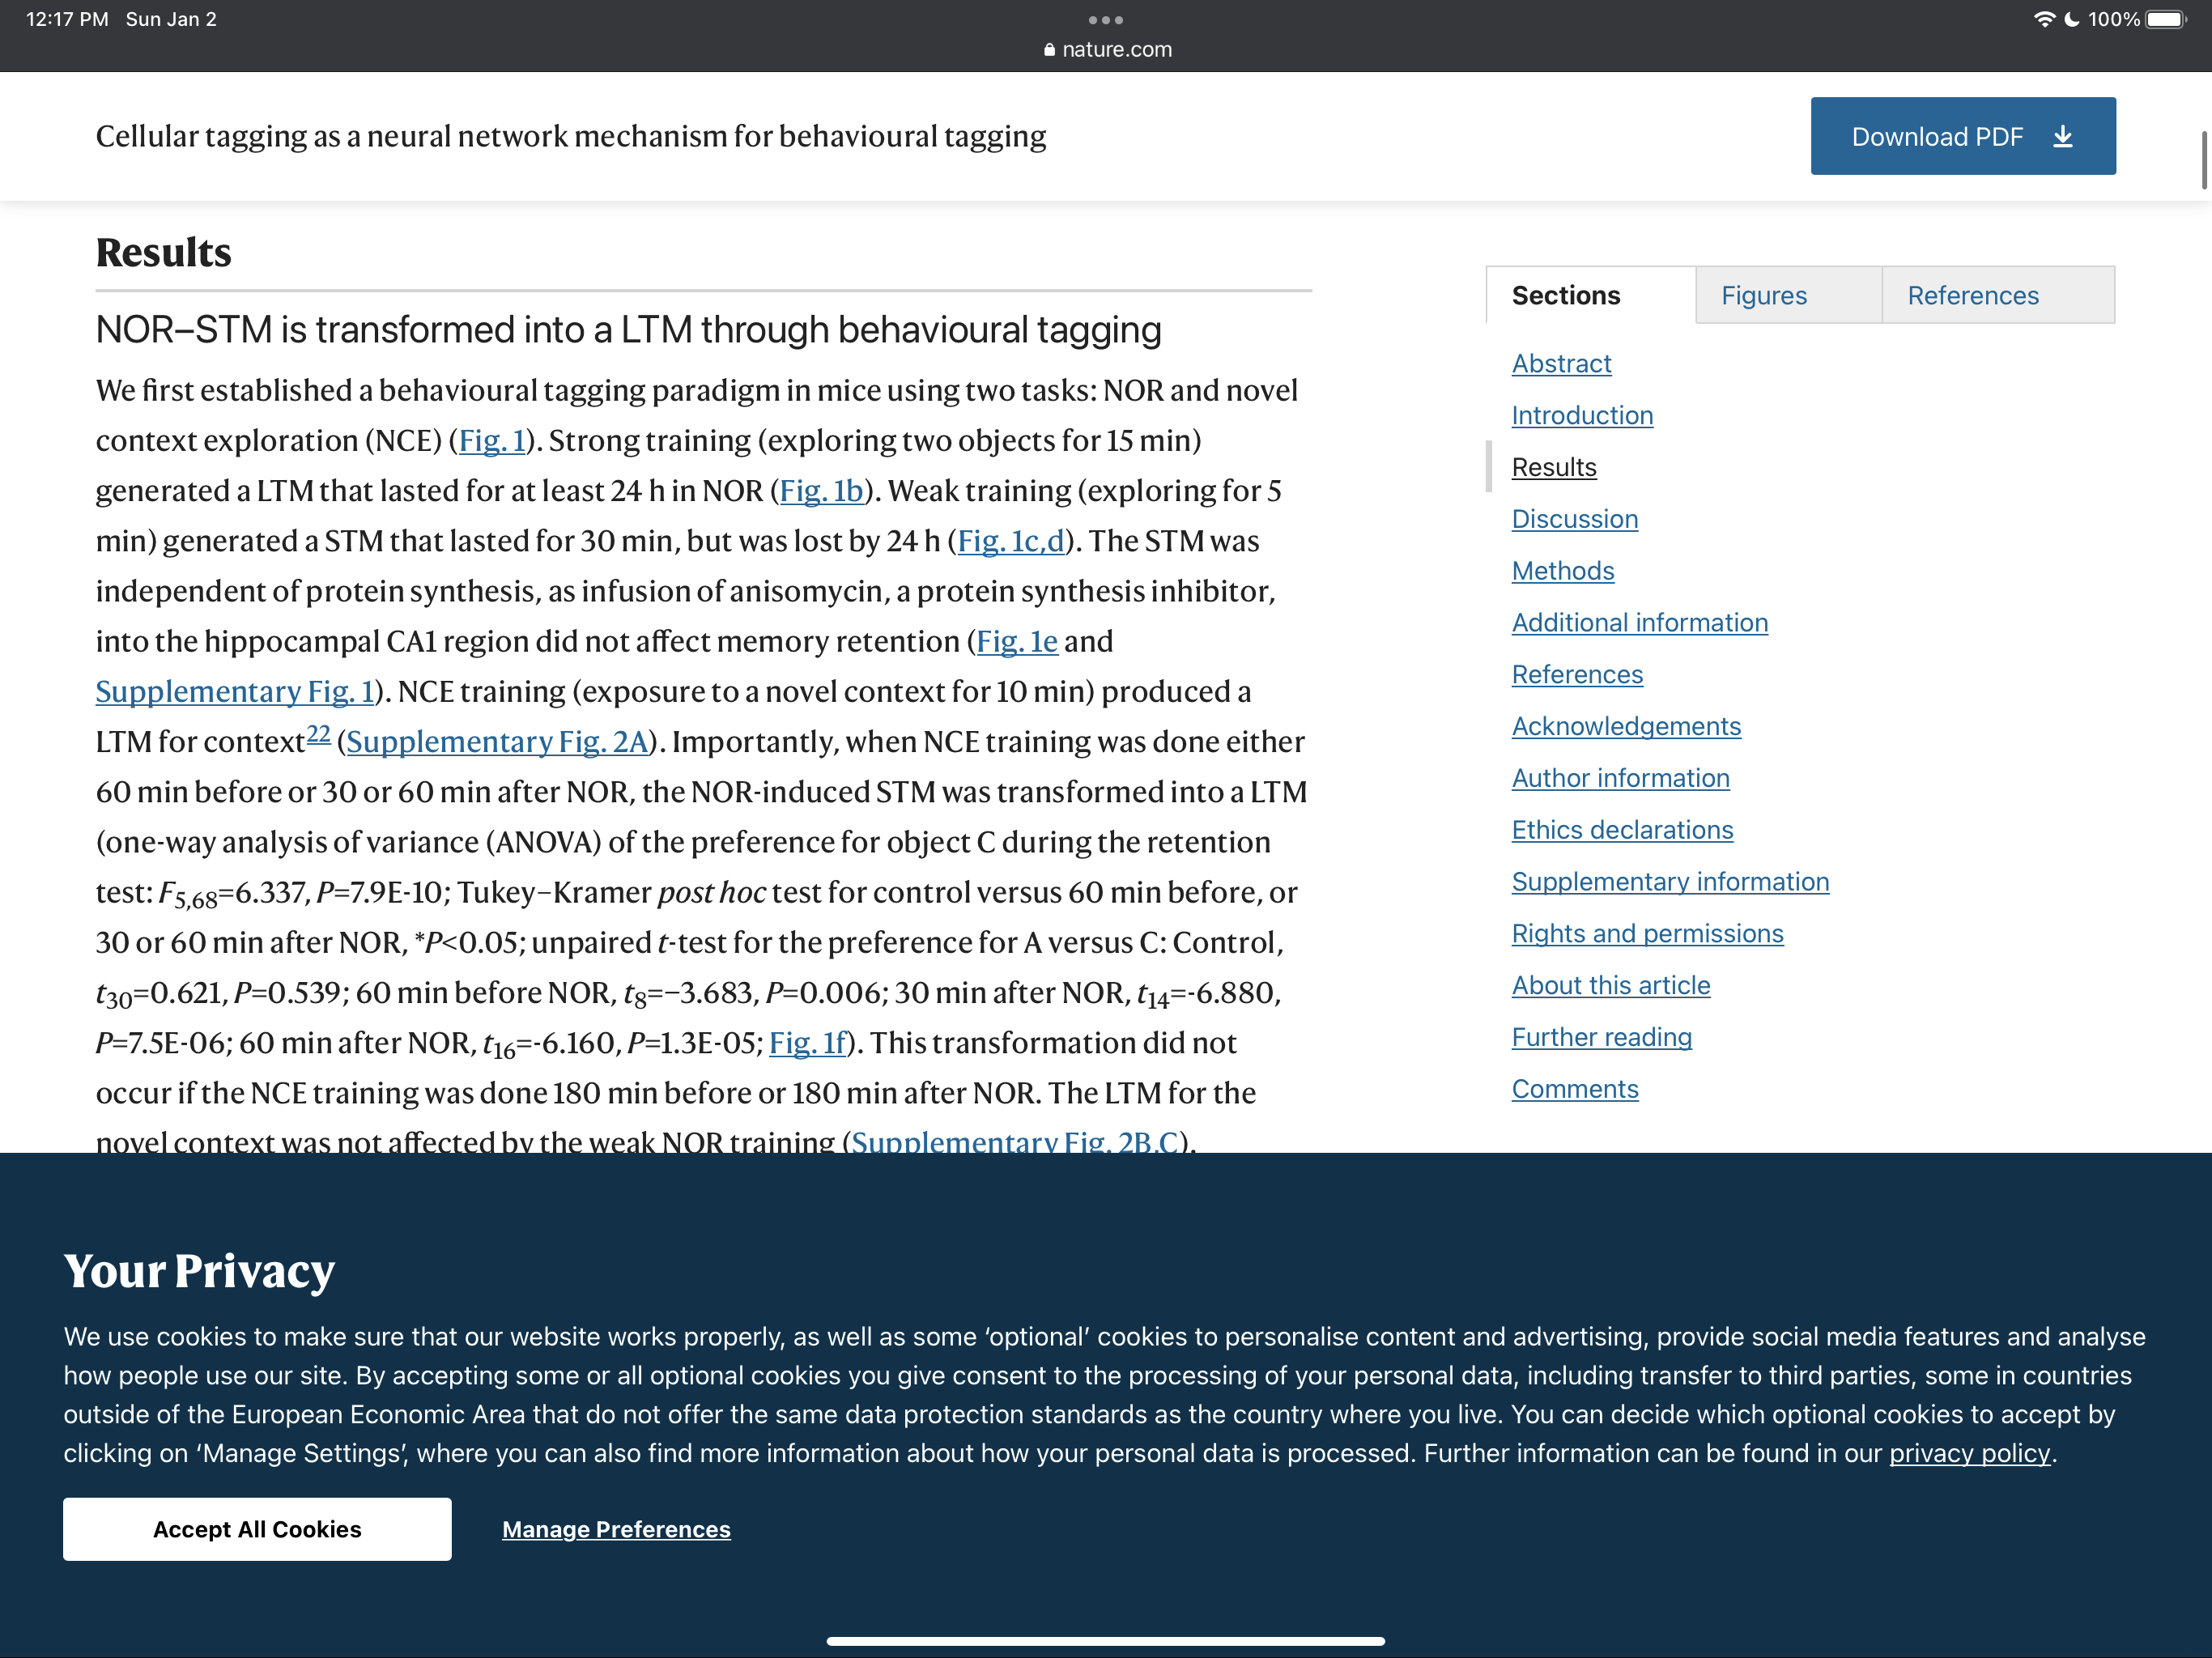 12:17 PM Sun Jan 2
100%
nature.com
Cellular tagging as a neural network mechanism for behavioural tagging
Download PDF
Results
NOR–STM is transformed into a LTM through behavioural tagging
We first established a behavioural tagging paradigm in mice using two tasks: NOR and novel
context exploration (NCE) (Fig. 1). Strong training (exploring two objects for 15 min)
generated a LTM that lasted for at least 24 h in NOR (Fig. 1b). Weak training (exploring for 5
min) generated a STM that lasted for 30 min, but was lost by 24 h (Fig. 1c,d). The STM was
independent of protein synthesis, as infusion of anisomycin, a protein synthesis inhibitor,
into the hippocampal CA1 region did not affect memory retention (Fig. 1e and
Supplementary Fig. 1). NCE training (exposure to a novel context for 10 min) produced a
LTM for context22 (Supplementary Fig. 2A). Importantly, when NCE training was done either
60 min before or 30 or 60 min after NOR, the NOR-induced STM was transformed into a LTM
(one-way analysis of variance (ANOVA) of the preference for object C during the retention
test: F5,68=6.337, P=7.9E-10; Tukey–Kramer post hoc test for control versus 60 min before, or
30 or 60 min after NOR, *P<0.05; unpaired t-test for the preference for A versus C: Control,
t30=0.621, P=0.539; 60 min before NOR, t8=−3.683, P=0.006; 30 min after NOR, t14=-6.880,
P=7.5E-06; 60 min after NOR, t16=-6.160, P=1.3E-05; Fig. 1f). This transformation did not
occur if the NCE training was done 180 min before or 180 min after NOR. The LTM for the
novel context was not affected by the weak NOR training (Supplementary Fig. 2B,C).
Sections
Figures
References
Abstract
Introduction
Results
Discussion
Methods
Additional information
References
Acknowledgements
Author information
Ethics declarations
Supplementary information
Rights and permissions
About this article
Further reading
Comments
Your Privacy
We use cookies to make sure that our website works properly, as well as some ‘optional’ cookies to personalise content and advertising, provide social media features and analyse
how people use our site. By accepting some or all optional cookies you give consent to the processing of your personal data, including transfer to third parties, some in countries
outside of the European Economic Area that do not offer the same data protection standards as the country where you live. You can decide which optional cookies to accept by
clicking on ‘Manage Settings’, where you can also find more information about how your personal data is processed. Further information can be found in our privacy policy.
Accept All Cookies
Manage Preferences